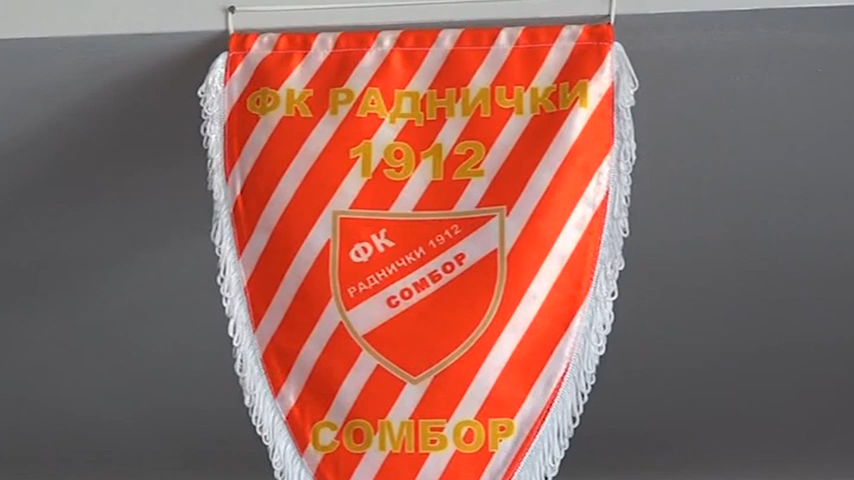 ФК РАДНИЧКИ
1912
ФК
РАДНИЧКИ 1912
СОМБОР
СОМБОР